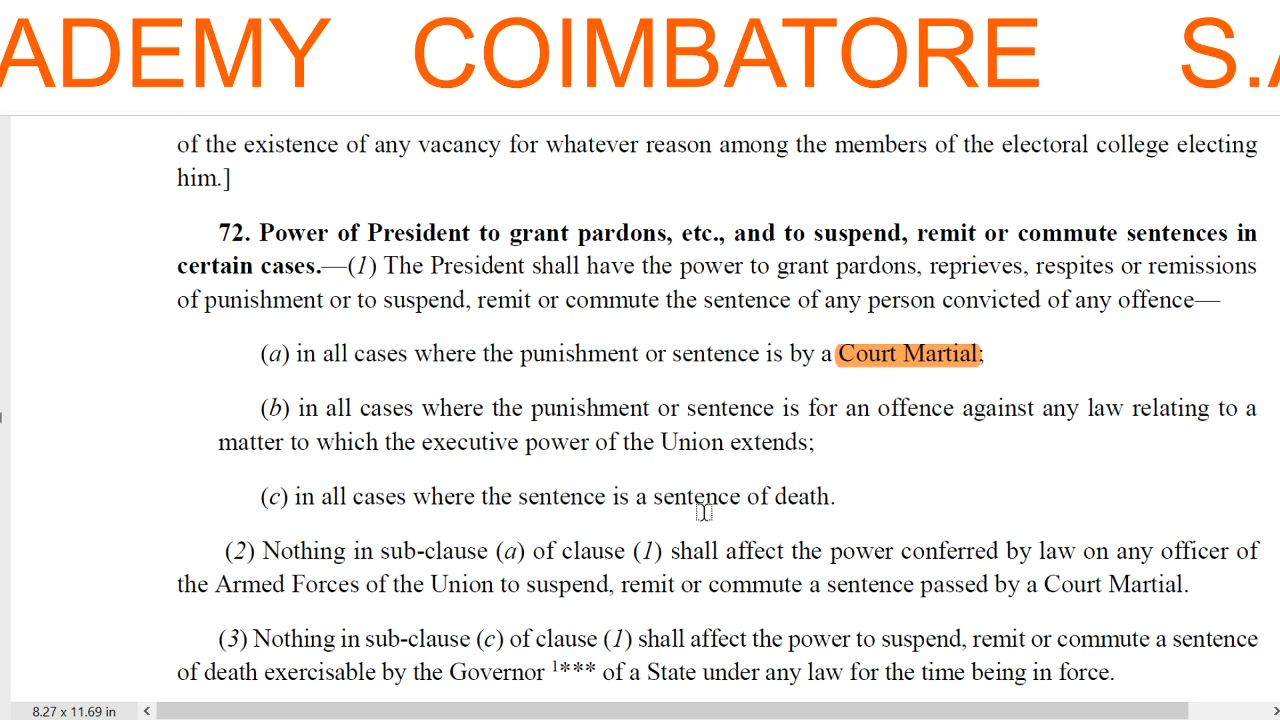 ADEMY COIMBATORE S.A
of the existence of any vacancy for whatever reason among the members of the electoral college electing
him.]
72. Power of President to grant pardons, etc., and to suspend, remit or commute sentences in
certain cases.—(1) The President shall have the power to grant pardons, reprieves, respites or remissions
of punishment or to suspend, remit or commute the sentence of any person convicted of any offence—
(a) in all cases where the punishment or sentence is by a Court Martial;
(b) in all cases where the punishment or sentence is for an offence against any law relating to a
matter to which the executive power of the Union extends;
(c) in all cases where the sentence is a sentence of death.
(2) Nothing in sub-clause (a) of clause (1) shall affect the power conferred by law on any officer of
the Armed Forces of the Union to suspend, remit or commute a sentence passed by a Court Martial.
(3) Nothing in sub-clause (c) of clause (1) shall affect the power to suspend, remit or commute a sentence
of death exercisable by the Governor 1*** of a State under any law for the time being in force.
8.27 x 11.69 in